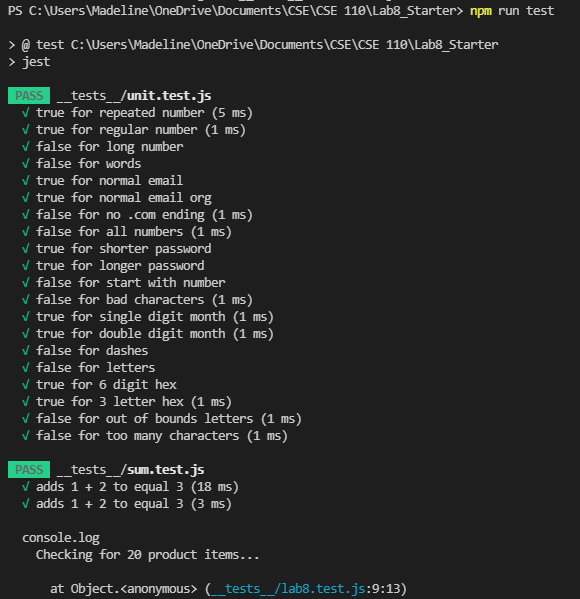 PS C:\Users\Madeline\OneDrive\Documents\CSE\CSE 110\Lab8_Starter> npm run test
> @ test C:\Users\Madeline\OneDrive\Documents\CSE\CSE 110\Lab8_Starter
> jest
PASS __tests__/unit.test.js
√ true for repeated number (5 ms)
√ true for regular number (1 ms)
√ false for long number
√ false for words
√ true for normal email
√ true for normal email org
√ false for no .com ending (1 ms)
√ false for all numbers (1 ms)
√ true for shorter password
√ true for longer password
√ false for start with number
√ false for bad characters (1 ms)
√ true for single digit month (1 ms)
√ true for double digit month (1 ms)
√ false for dashes
√ false for letters
√ true for 6 digit hex
√ true for 3 letter hex (1 ms)
√ false for out of bounds letters (1 ms)
√ false for too many characters (1 ms)
PASS __tests__/sum.test.js
√ adds 1 + 2 to equal 3 (18 ms)
√ adds 1 + 2 to equal 3 (3 ms)
console.log
Checking for 20 product items...
at Object.<anonymous> (__tests__/lab8.test.js:9:13)